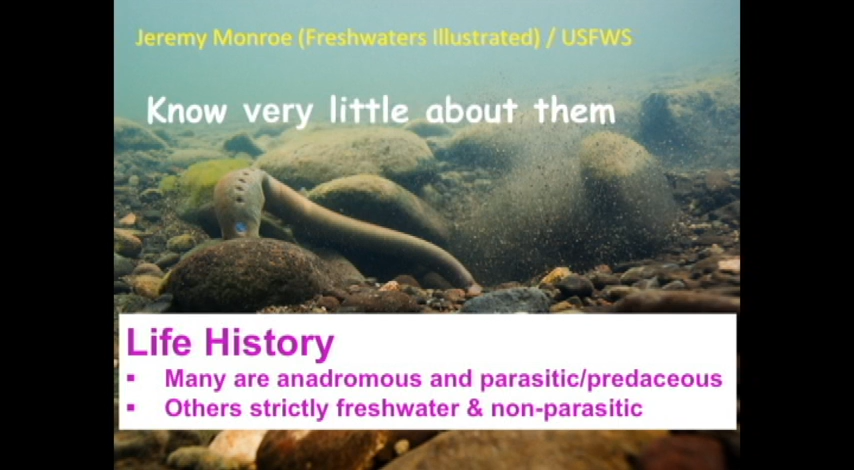 Jeremy Monroe (Freshwaters Illustrated) / USFWS
Know very little about them
Life History
▪ Many are anadromous and parasitic/predaceous
▪ Others strictly freshwater & non-parasitic